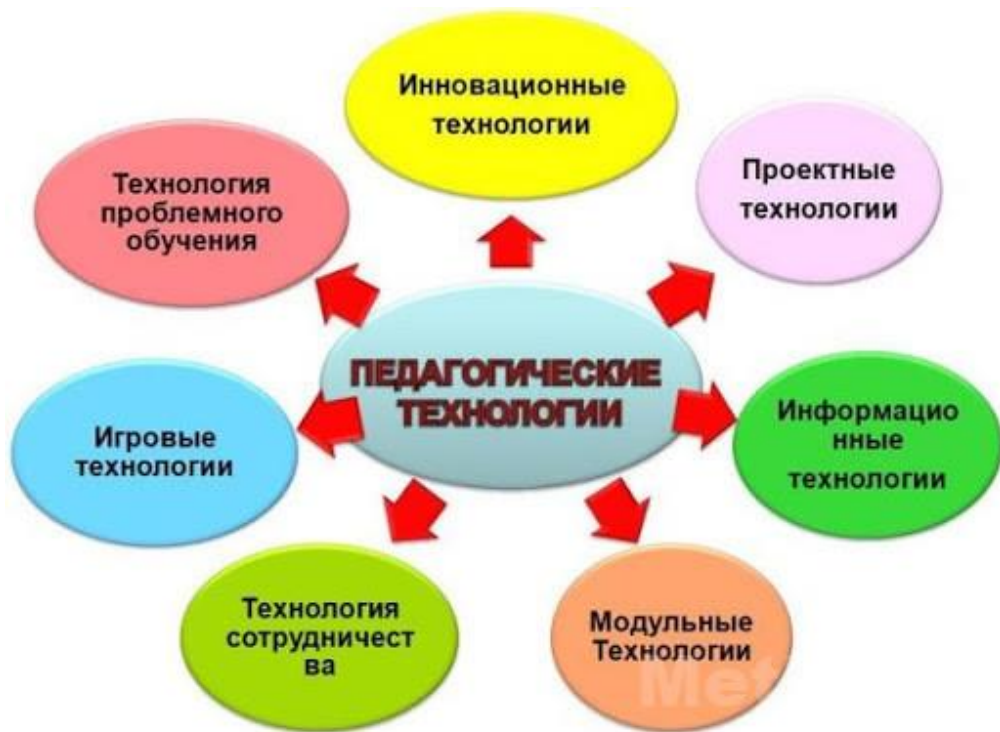 Инновационные
технологии
Проектные
технологии
Технология
проблемного
обучения
ПЕДАГОГИЧЕСКИЕ
ТЕХНОЛОГИИ
Информацио
нные
технологии
Игровые
технологии
Технология
сотрудничест
ва
Модульные
Технологии
Met